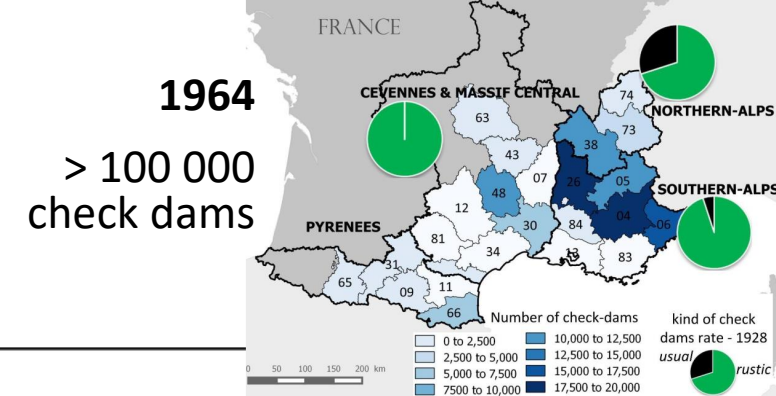 1964
> 100 000
check dams
FRANCE
CEVENNES & MASSIF CENTRAL
NORTHERN-ALPS
SOUTHERN-ALPS
PYRENEES
74
63
73
38
43
07
26
05
48
12
04
06
30
84
81
34
13
83
31
65
09
11
66
Number of check-dams
0 to 2,500
2,500 to 5,000
5,000 to 7,500
7500 to 10,000
10,000 to 12,500
12,500 to 15,000
15,000 to 17,500
17,500 to 20,000
kind of check
dams rate - 1928
usual
rustic
0 50 100 150 200 km